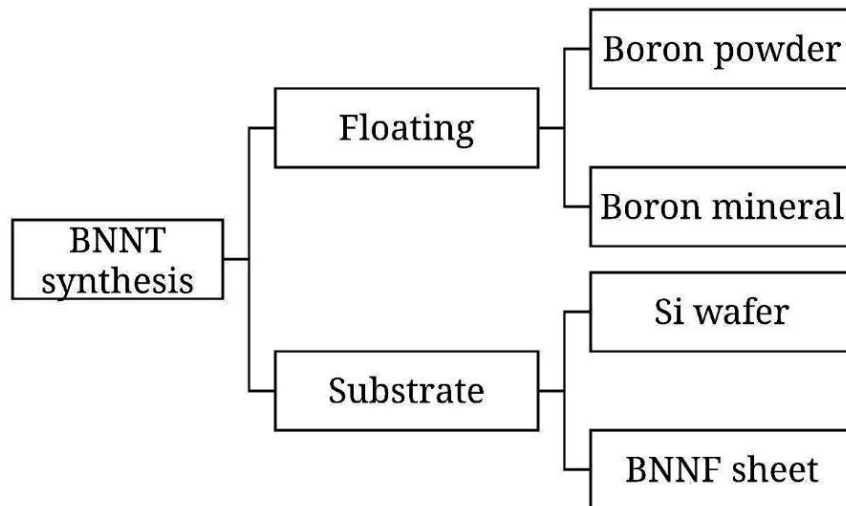 BNNT
synthesis
Floating
Boron powder
Boron mineral
Substrate
Si wafer
BNNF sheet